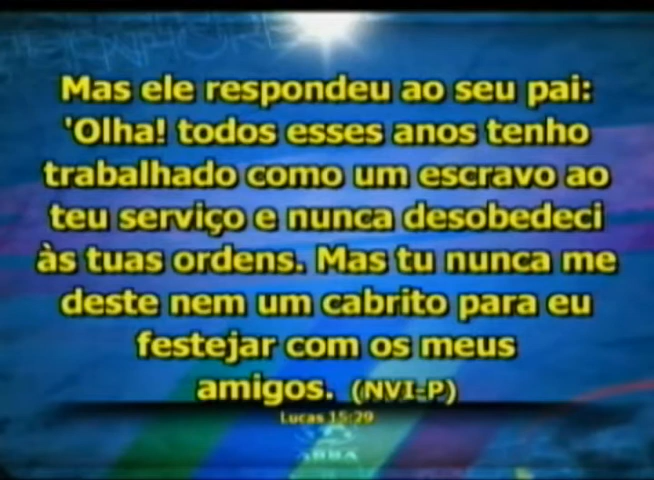 Mas ele respondeu ao seu pai:
'Olha! todos esses anos tenho
trabalhado como um escravo ao
teu serviço e nunca desobedeci
às tuas ordens. Mas tu nunca me
deste nem um cabrito para eu
festejar com os meus
amigos. (NVI-P)
Lucas 15:29
ABBA